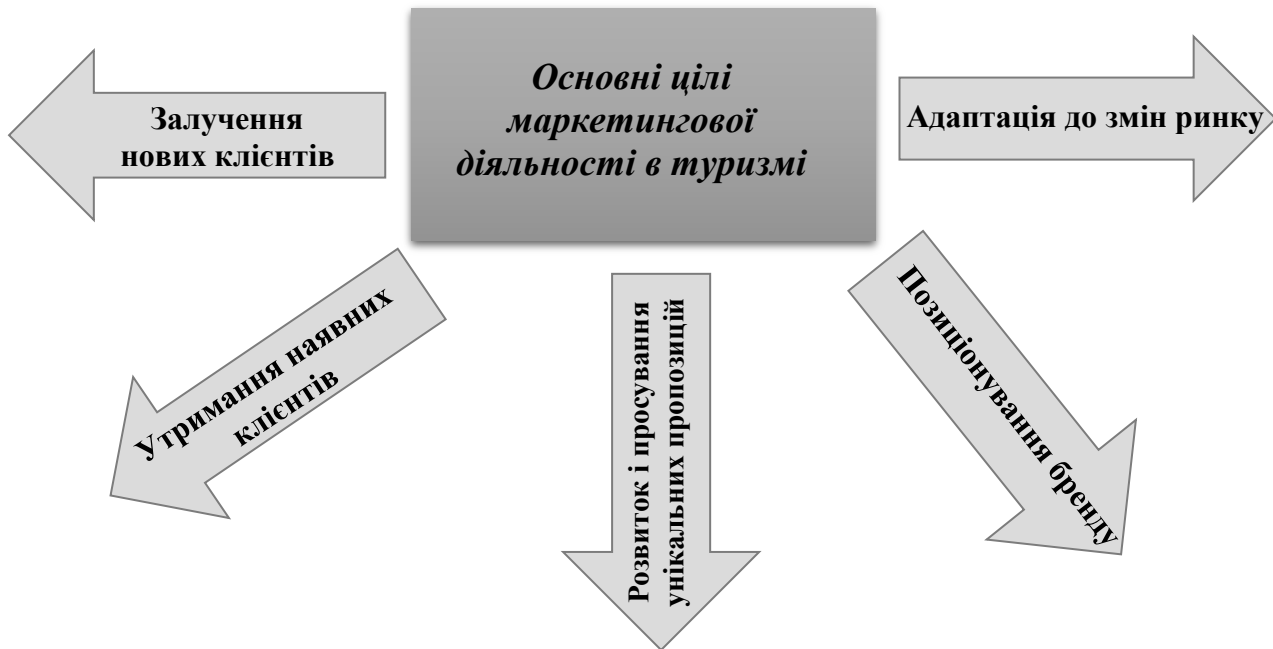 Основні цілі
маркетингової
діяльності в туризмі
Залучення
нових клієнтів
Адаптація до змін ринку
Утримання наявних
клієнтів
Розвиток і просування
унікальних пропозицій
Позиціонування бренду